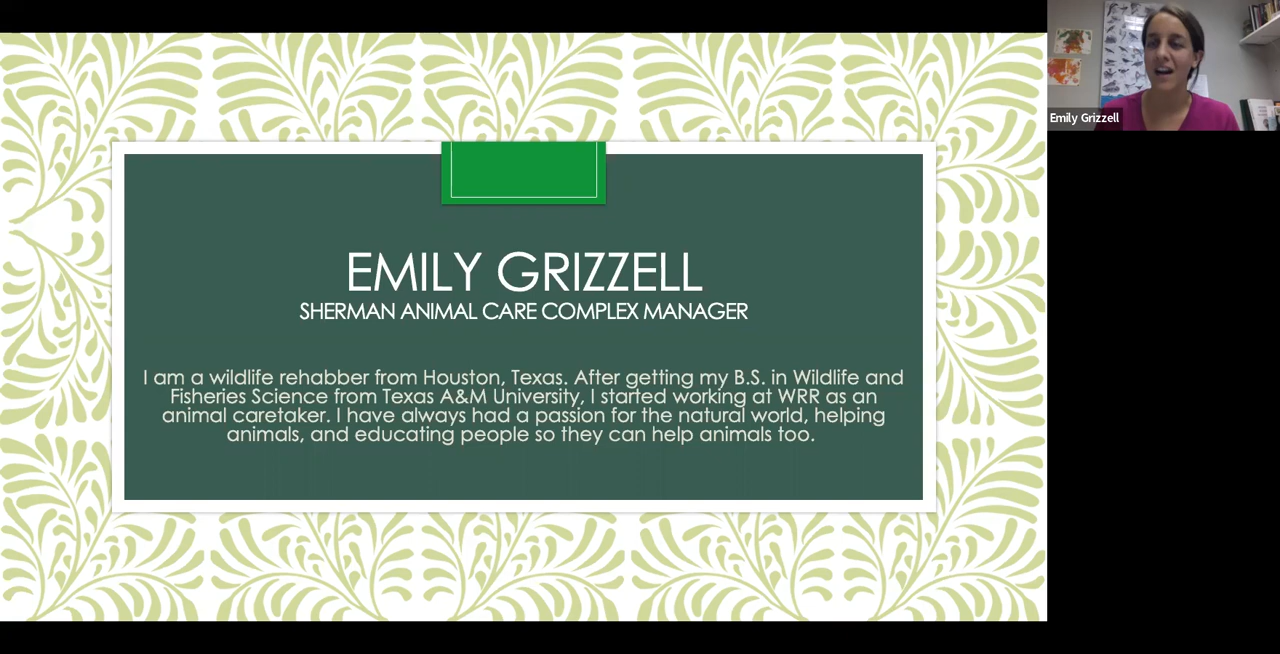 EMILY GRIZZELL
SHERMAN ANIMAL CARE COMPLEX MANAGER
I am a wildlife rehabber from Houston, Texas. After getting my B.S. in Wildlife and
Fisheries Science from Texas A&M University, I started working at WRR as an
animal caretaker. I have always had a passion for the natural world, helping
animals, and educating people so they can help animals too.
Emily Grizzell